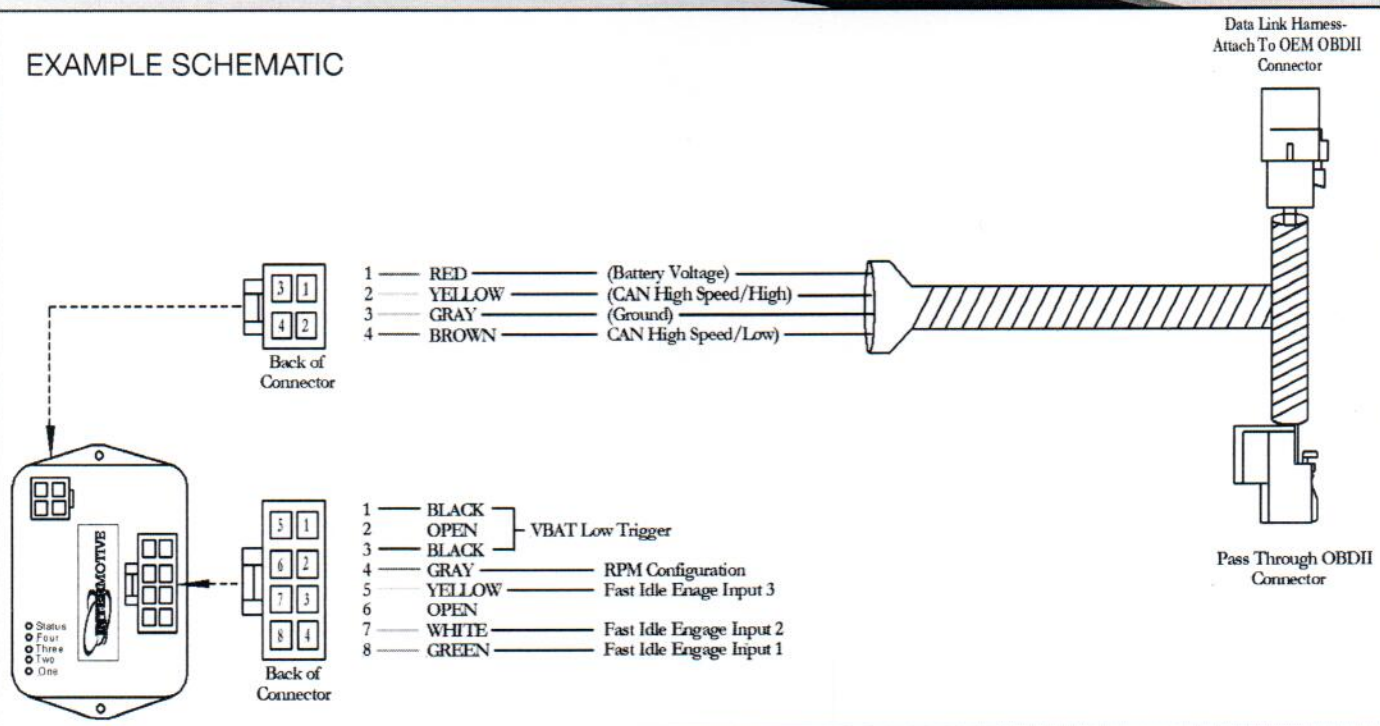 EXAMPLE SCHEMATIC
Data Link Harness-
Attach To OEM OBDII
Connector
3 1
4 2
Back of
Connector
1 RED (Battery Voltage)
2 YELLOW (CAN High Speed/High)
3 GRAY (Ground)
4 BROWN CAN High Speed/Low)
INTERMOTIVE
Status
Four
Three
Two
One
5 1
6 2
7 3
8 4
Back of
Connector
1 BLACK
2 OPEN VBAT Low Trigger
3 BLACK
4 GRAY RPM Configuration
5 YELLOW Fast Idle Enage Input 3
6 OPEN
7 WHITE Fast Idle Engage Input 2
8 GREEN Fast Idle Engage Input 1
Pass Through OBDII
Connector